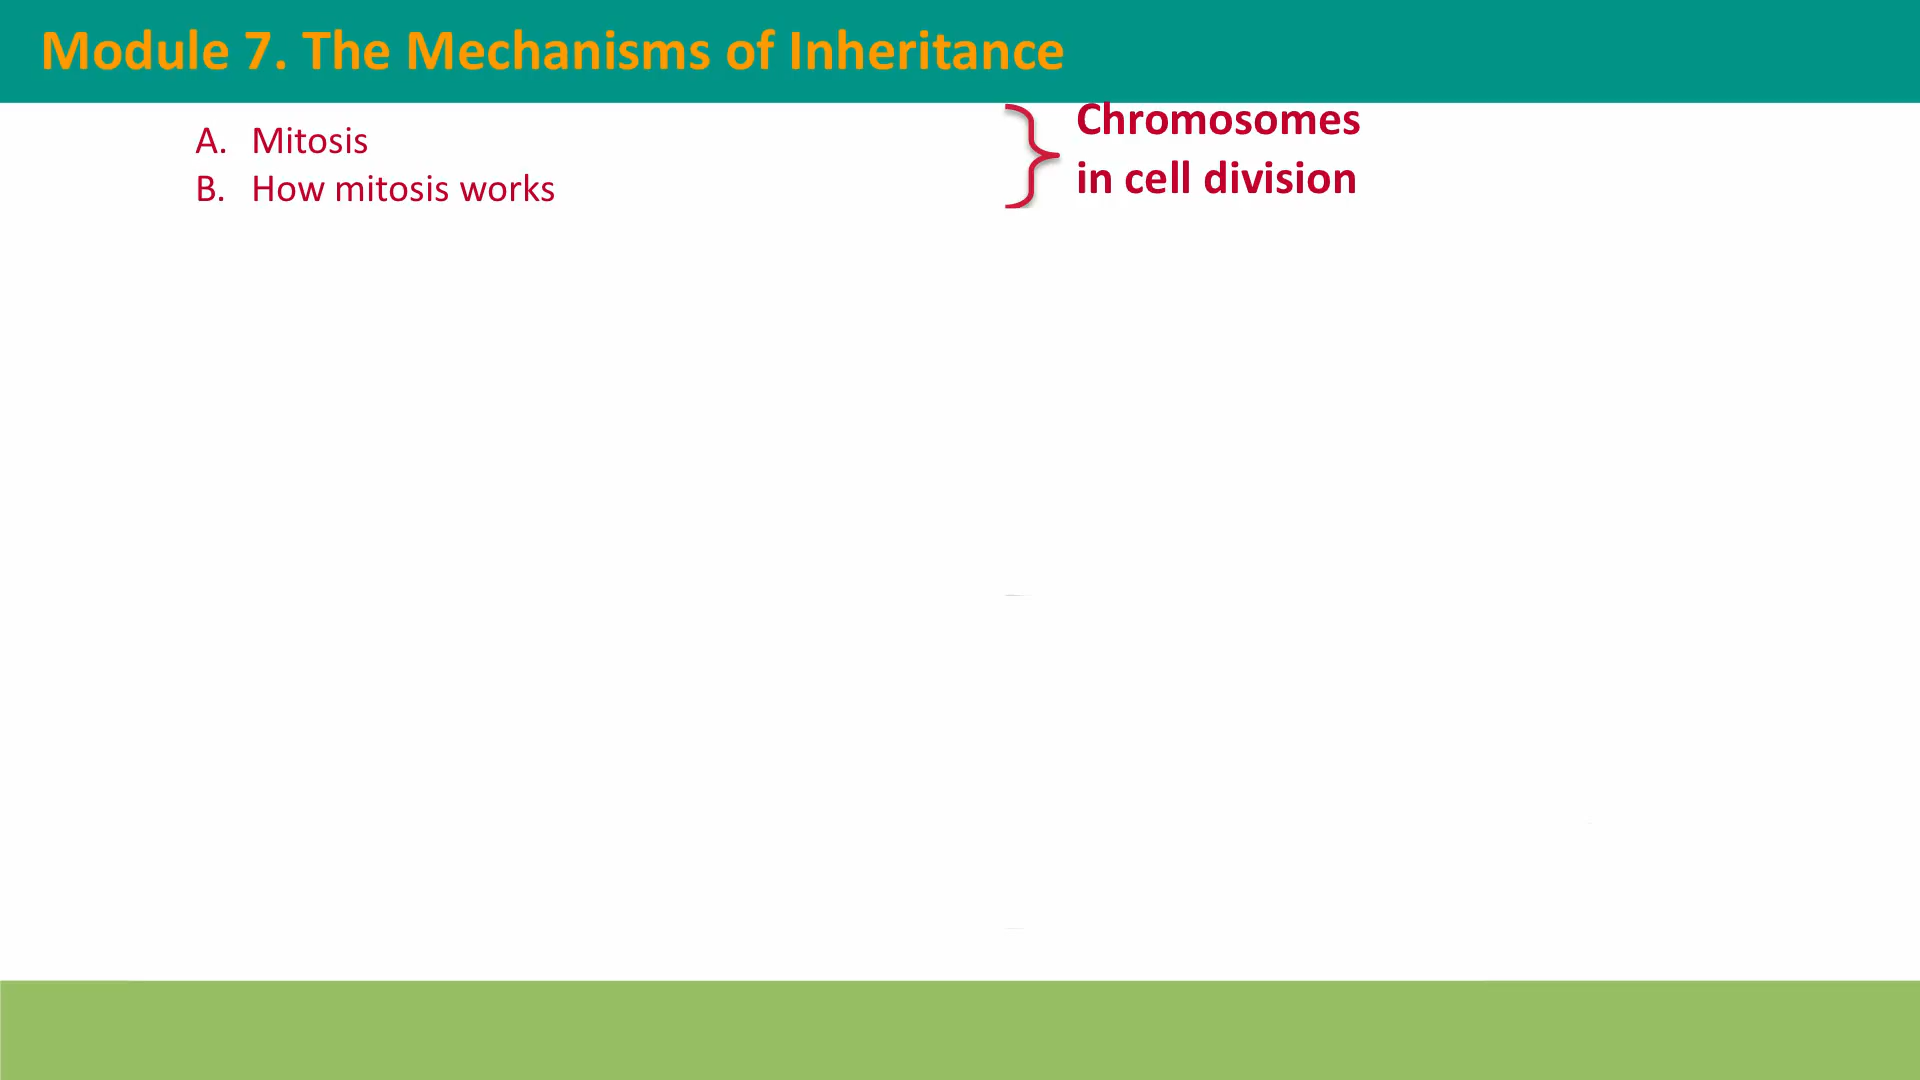 Module 7. The Mechanisms of Inheritance
A. Mitosis
B. How mitosis works
Chromosomes
in cell division